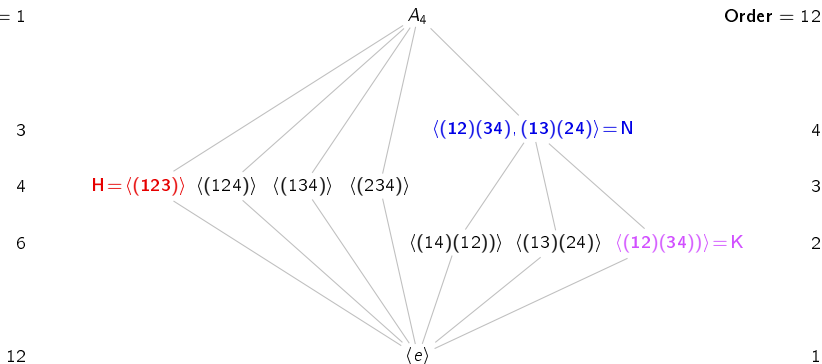 = 1 A₄ Order = 12
3 ⟨(12)(34), (13)(24)⟩ = N 4
4 H = ⟨(123)⟩ ⟨(124)⟩ ⟨(134)⟩ ⟨(234)⟩ 3
6 ⟨(14)(12))⟩ ⟨(13)(24)⟩ ⟨(12)(34))⟩ = K 2
12 ⟨e⟩ 1